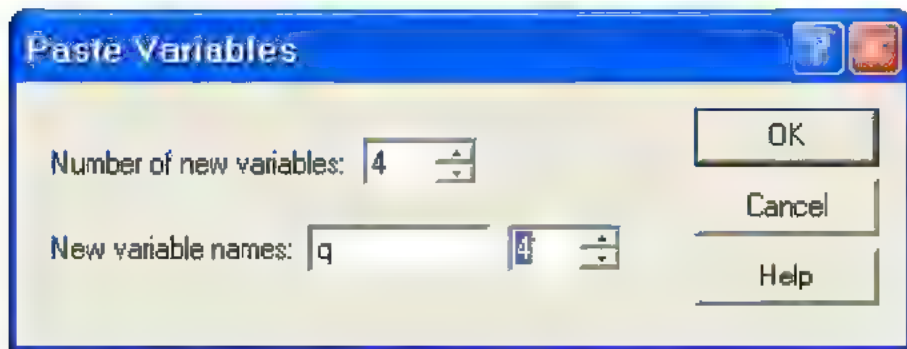 Paste Variables
Number of new variables: 4
New variable names: q 4
OK
Cancel
Help